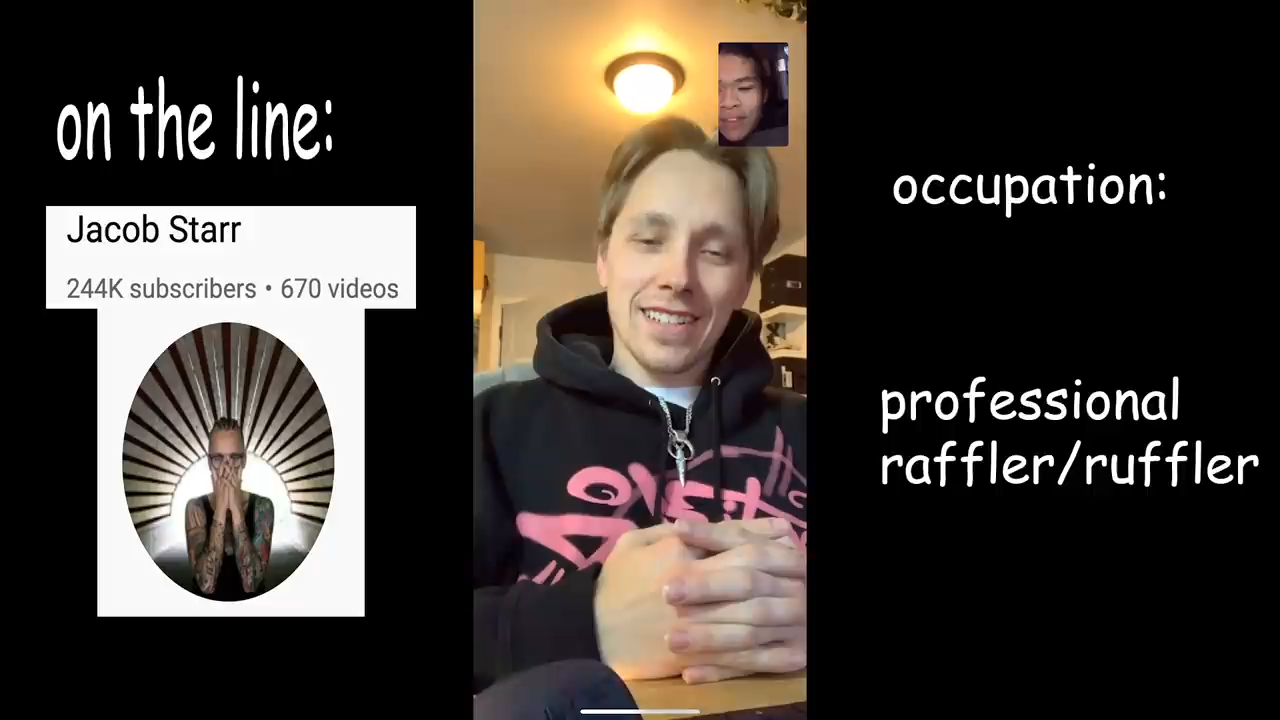 on the line:
Jacob Starr
244K subscribers • 670 videos
occupation:
professional
raffler/ruffler